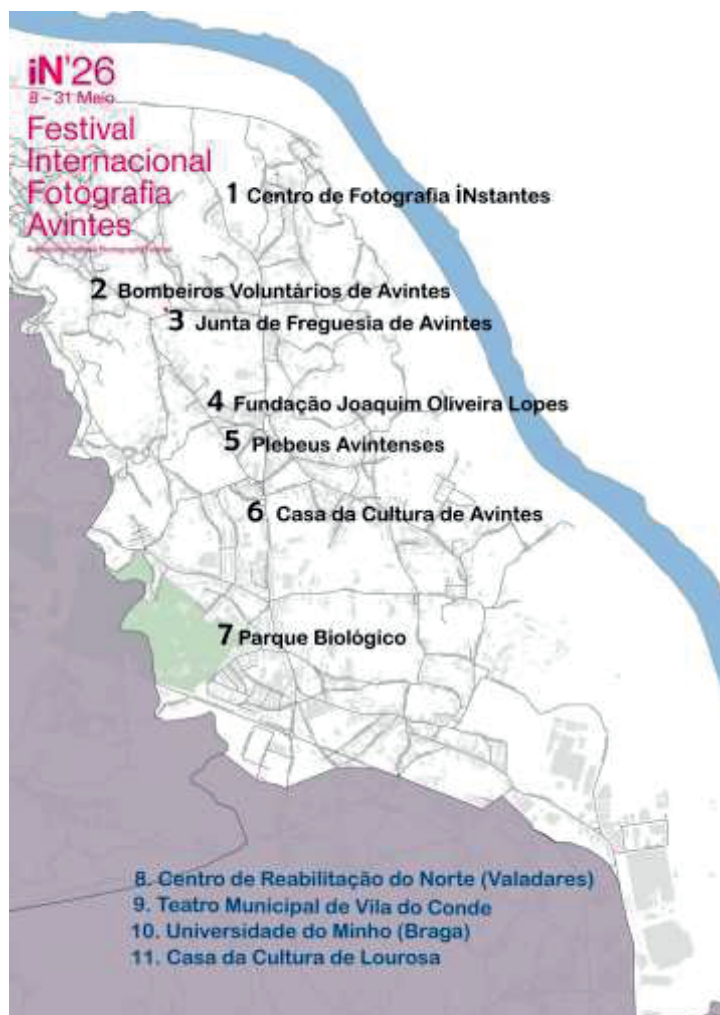 iN'26
8 – 31 Maio
Festival
Internacional
Fotografia
Avintes
1 Centro de Fotografia iNstantes
2 Bombeiros Voluntários de Avintes
3 Junta de Freguesia de Avintes
4 Fundação Joaquim Oliveira Lopes
5 Plebeus Avintenses
6 Casa da Cultura de Avintes
7 Parque Biológico
8. Centro de Reabilitação do Norte (Valadares)
9. Teatro Municipal de Vila do Conde
10. Universidade do Minho (Braga)
11. Casa da Cultura de Lourosa